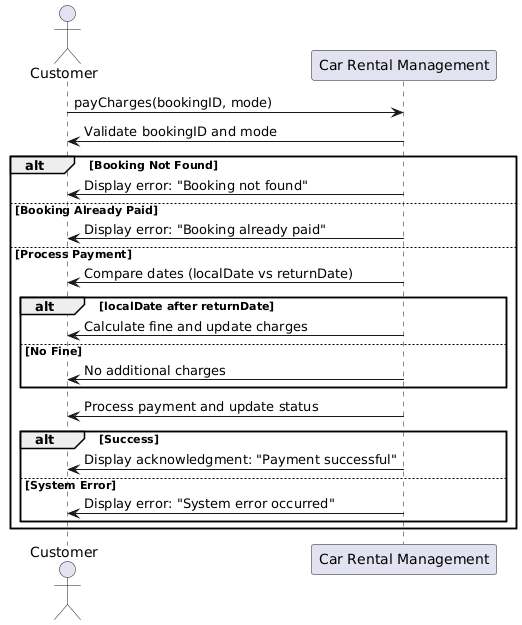 Customer
Car Rental Management
payCharges(bookingID, mode)
Validate bookingID and mode
alt [Booking Not Found]
Display error: "Booking not found"
[Booking Already Paid]
Display error: "Booking already paid"
[Process Payment]
Compare dates (localDate vs returnDate)
alt [localDate after returnDate]
Calculate fine and update charges
[No Fine]
No additional charges
Process payment and update status
alt [Success]
Display acknowledgment: "Payment successful"
[System Error]
Display error: "System error occurred"
Customer
Car Rental Management